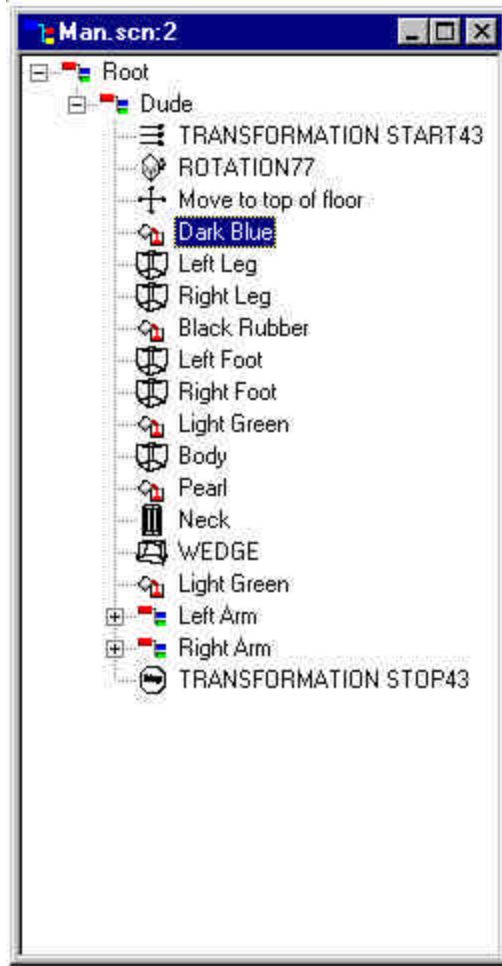 Man.scn:2
Root
Dude
TRANSFORMATION START43
ROTATION77
Move to top of floor
Dark Blue
Left Leg
Right Leg
Black Rubber
Left Foot
Right Foot
Light Green
Body
Pearl
Neck
WEDGE
Light Green
Left Arm
Right Arm
TRANSFORMATION STOP43